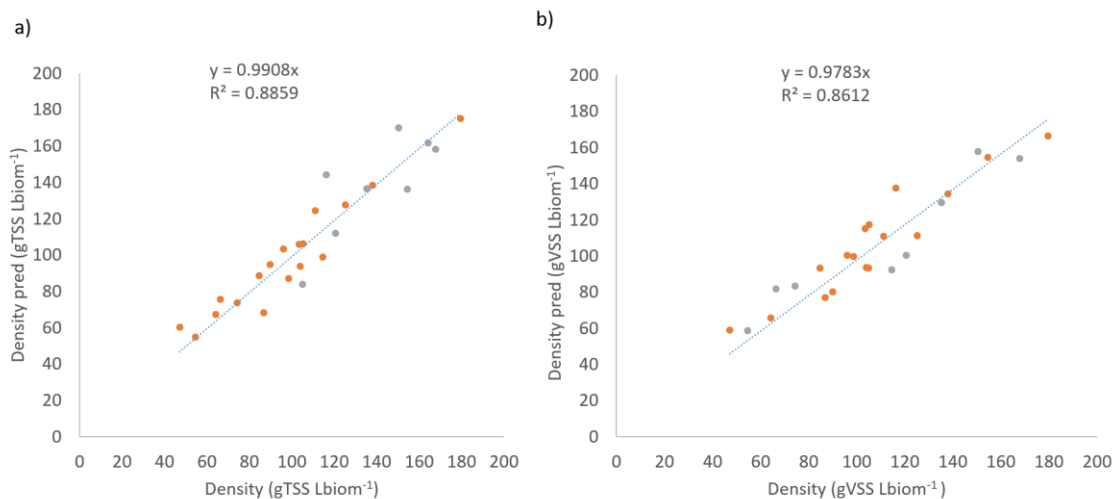 a)
y = 0.9908x
R² = 0.8859
200
180
160
140
120
100
80
60
40
20
0
Density pred (gTSS Lbiom⁻¹)
0 20 40 60 80 100 120 140 160 180 200
Density (gTSS Lbiom⁻¹)
b)
y = 0.9783x
R² = 0.8612
200
180
160
140
120
100
80
60
40
20
0
Density pred (gVSS Lbiom⁻¹)
0 20 40 60 80 100 120 140 160 180 200
Density (gVSS Lbiom⁻¹)